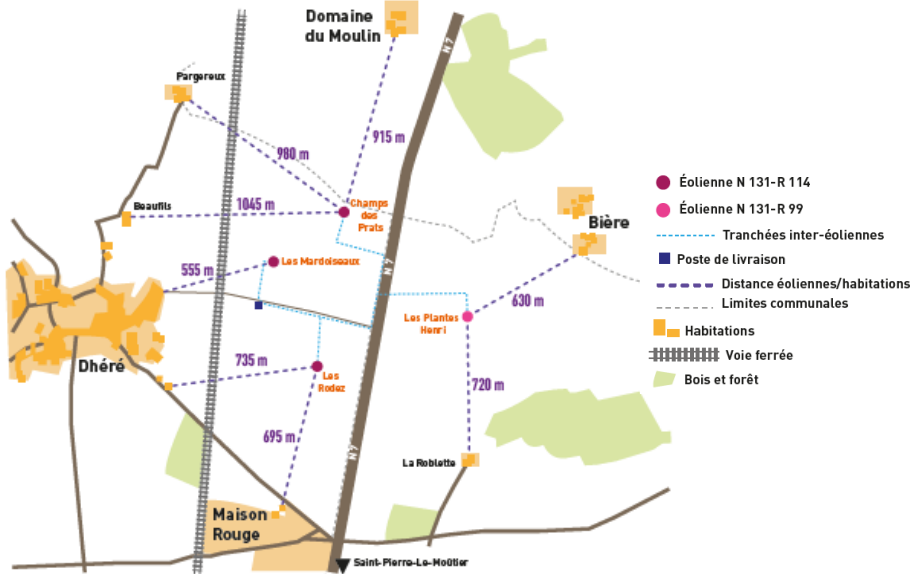 Domaine
du Moulin
N 7
Pargereux
915 m
980 m
Beaufils
1045 m
Champs
des
Prats
Bière
555 m
Les Mardoiseaux
N 7
630 m
Les Plantes
Henri
Dhéré
735 m
Les
Rodez
720 m
695 m
N 7
La Roblette
Maison
Rouge
Saint-Pierre-Le-Moûtier
Éolienne N 131-R 114
Éolienne N 131-R 99
Tranchées inter-éoliennes
Poste de livraison
Distance éoliennes/habitations
Limites communales
Habitations
Voie ferrée
Bois et forêt